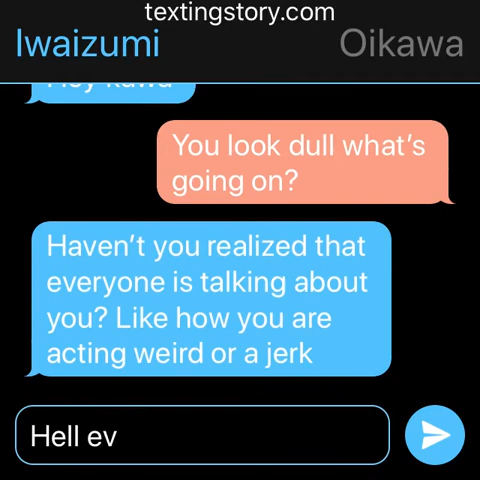 textingstory.com
Iwaizumi Oikawa
You look dull what's
going on?
Haven't you realized that
everyone is talking about
you? Like how you are
acting weird or a jerk
Hell ev